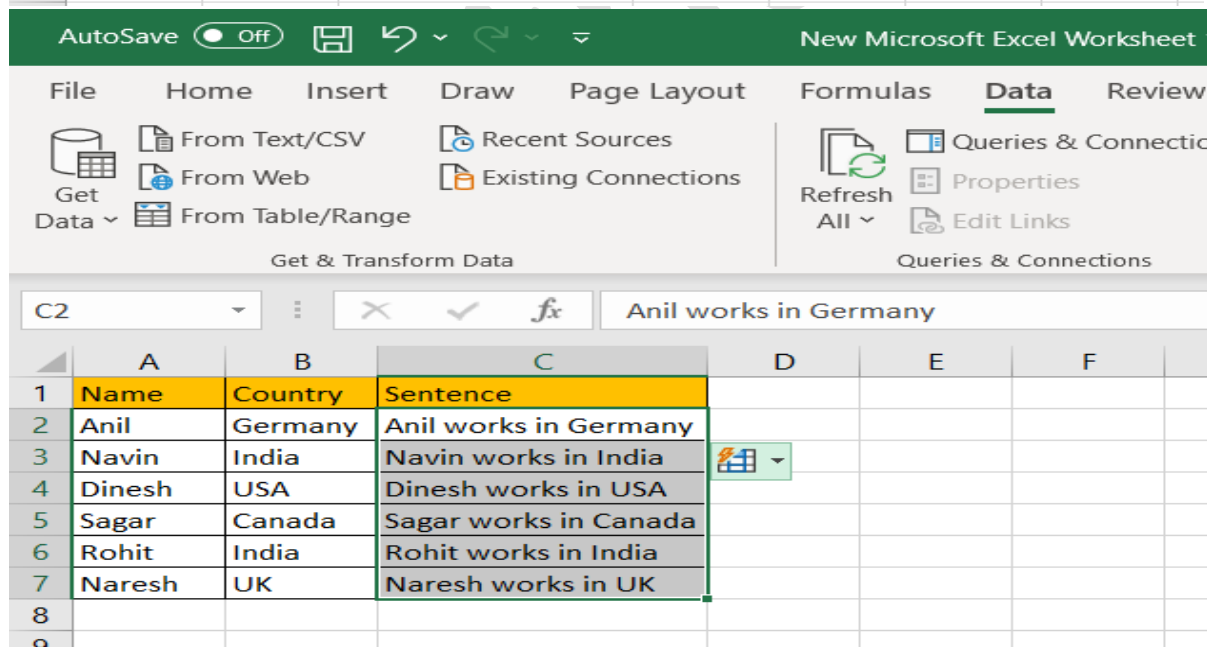 AutoSave Off New Microsoft Excel Worksheet
File Home Insert Draw Page Layout Formulas Data Review
From Text/CSV Recent Sources Queries &
From Web Existing Connections Properties
Get Refresh
Data From Table/Range All Edit Links
Get & Transform Data Queries & Connections
C2 fx Anil works in Germany
A B C D E F
1 Name Country Sentence
2 Anil Germany Anil works in Germany
3 Navin India Navin works in India
4 Dinesh USA Dinesh works in USA
5 Sagar Canada Sagar works in Canada
6 Rohit India Rohit works in India
7 Naresh UK Naresh works in UK
8